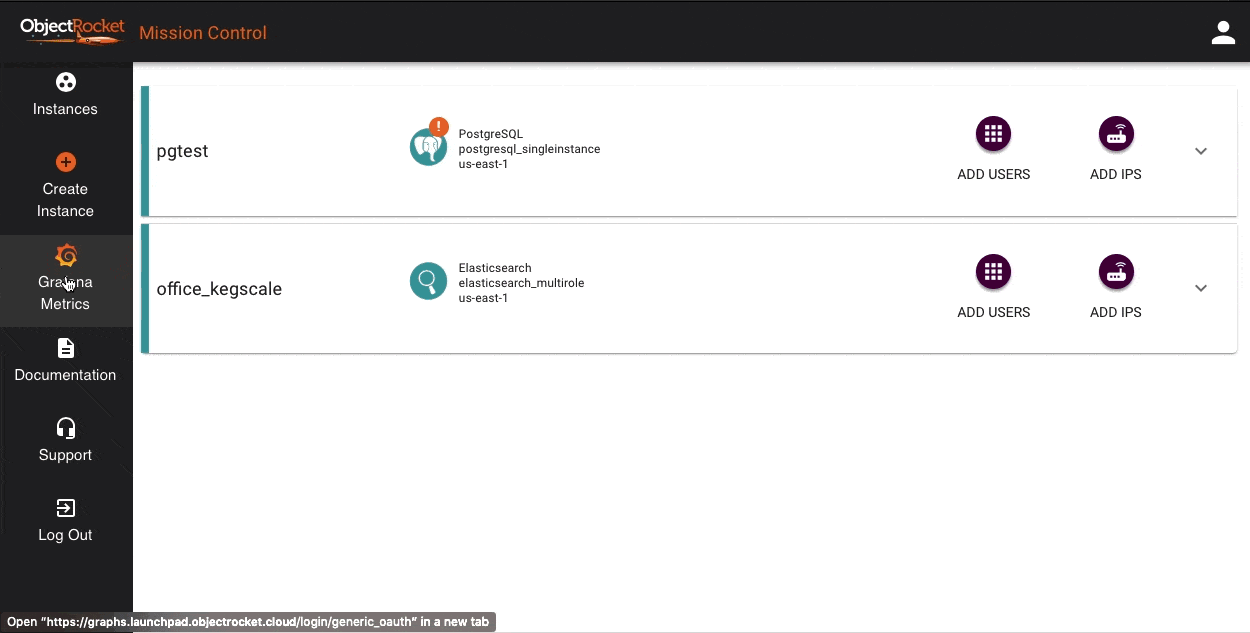 ObjectRocket Mission Control
Instances
Create
Instance
Grafana
Metrics
Documentation
Support
Log Out
pgtest
!
PostgreSQL
postgresql_singleinstance
us-east-1
ADD USERS
ADD IPS
office_kegscale
Elasticsearch
elasticsearch_multirole
us-east-1
ADD USERS
ADD IPS
Open "https://graphs.launchpad.objectrocket.cloud/login/generic_oauth" in a new tab